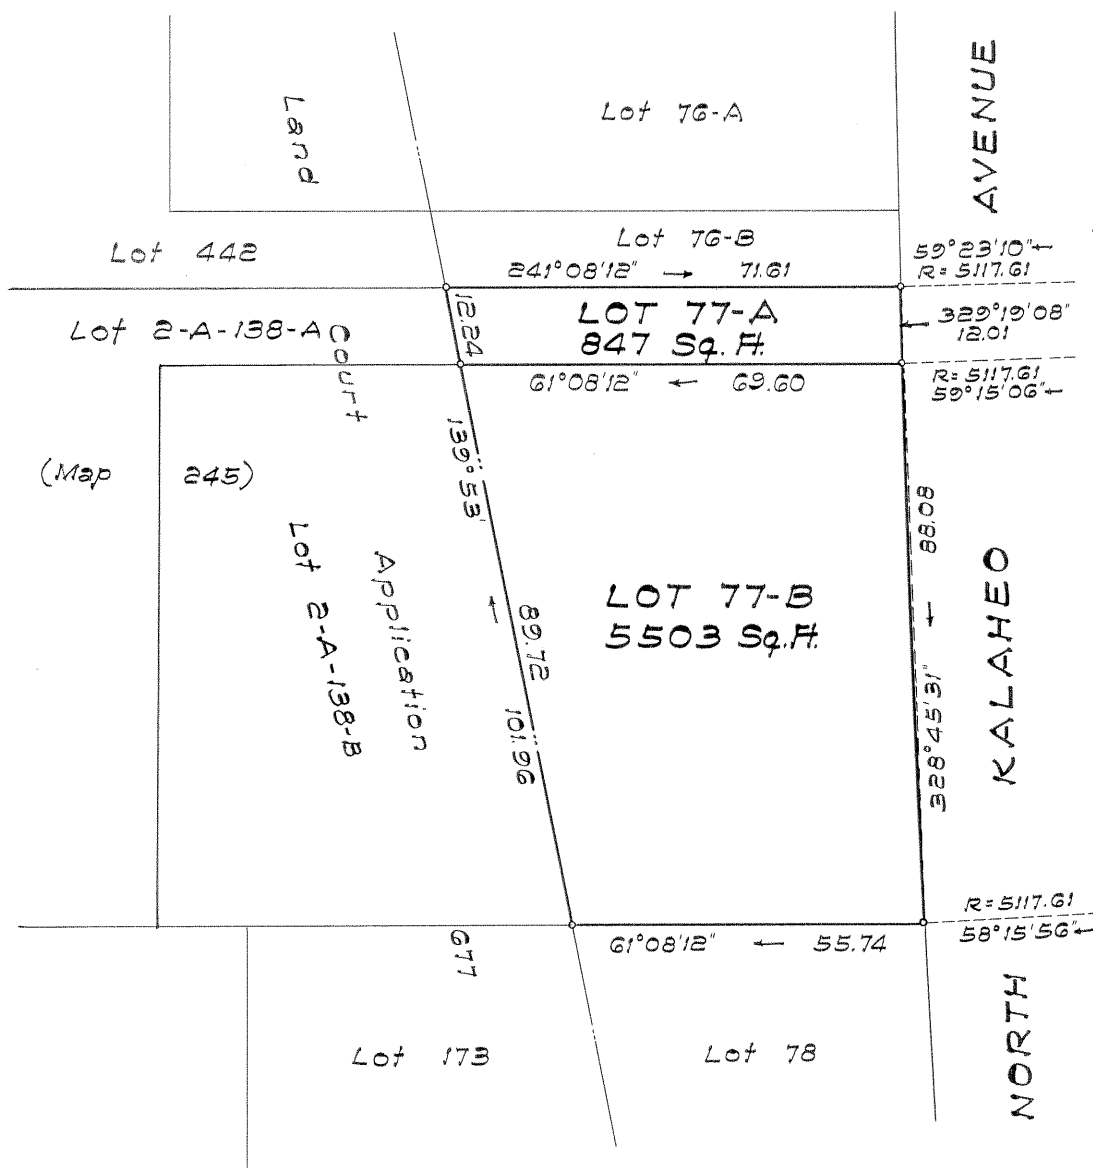 Land
Court
Application
677
Lot 76-A
Lot 442
Lot 76-B
241°08'12" → 71.61
59°23'10" ←
R= 5117.61
Lot 2-A-138-A
12.24
LOT 77-A
847 Sq. Ft.
← 329°19'08"
12.01
61°08'12" ← 69.60
R= 5117.61
59°15'06" ←
(Map 245)
139°53'
Lot 2-A-138-B
←
89.72
101.96
LOT 77-B
5503 Sq. Ft.
88.08
←
328°45'31"
R= 5117.61
58°15'56" ←
61°08'12" ← 55.74
Lot 173
Lot 78
NORTH KALAHEO AVENUE